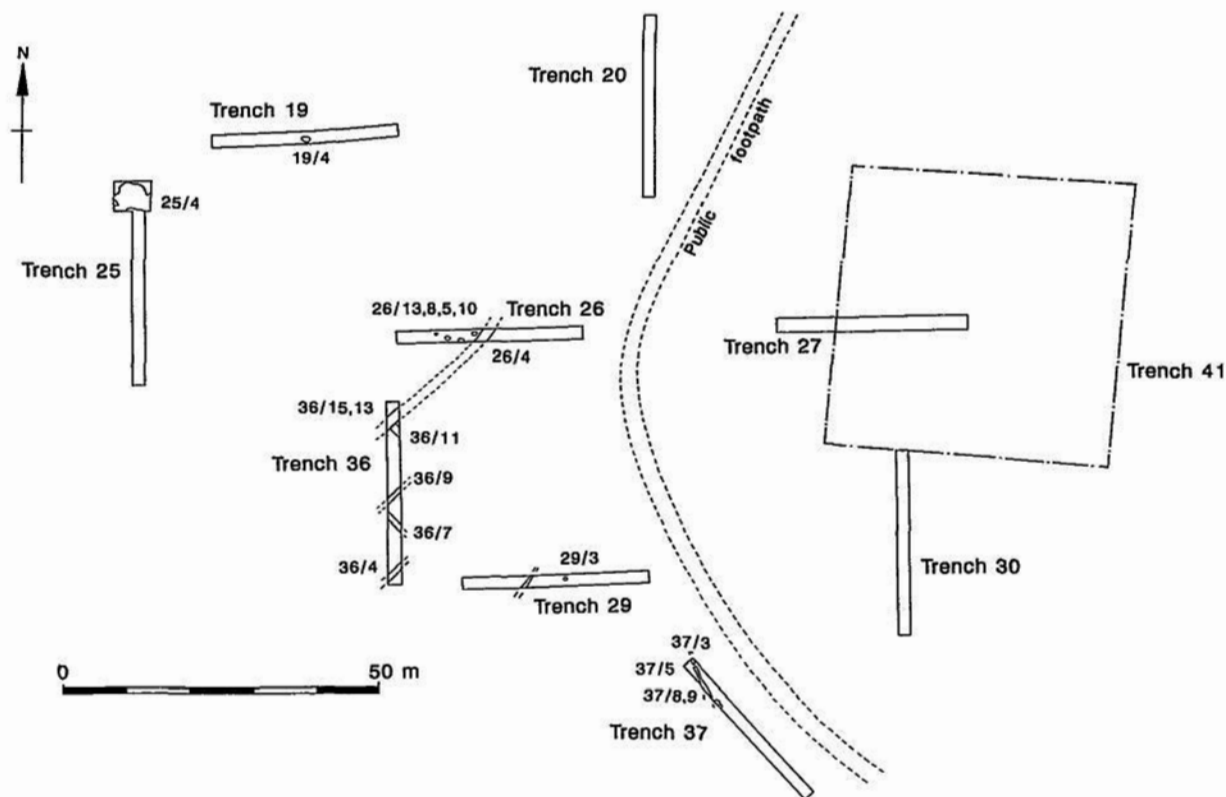 N
Trench 19
19/4
Trench 20
Public footpath
25/4
Trench 25
26/13,8,5,10
Trench 26
26/4
Trench 27
Trench 41
36/15,13
36/11
Trench 36
36/9
36/7
36/4
29/3
Trench 29
Trench 30
0 50 m
37/3
37/5
37/8,9
Trench 37